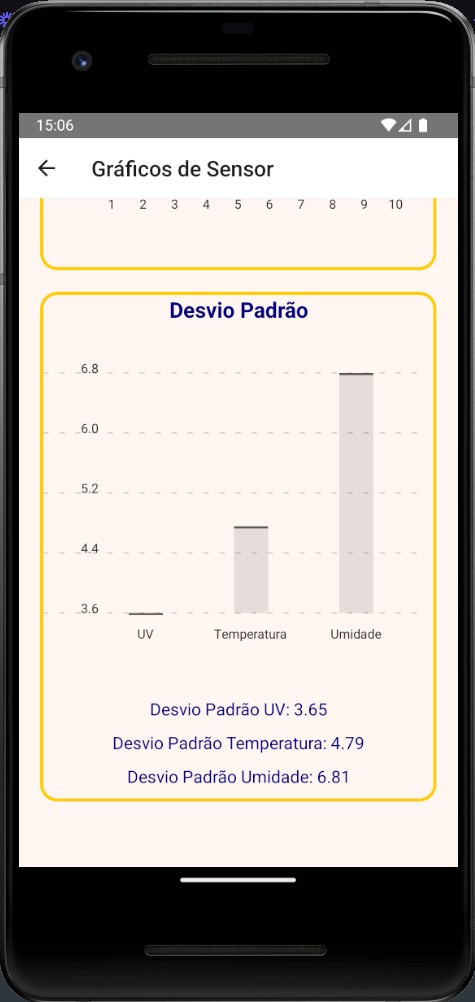 15:06
Gráficos de Sensor
1 2 3 4 5 6 7 8 9 10
Desvio Padrão
6.8
6.0
5.2
4.4
3.6
UV Temperatura Umidade
Desvio Padrão UV: 3.65
Desvio Padrão Temperatura: 4.79
Desvio Padrão Umidade: 6.81